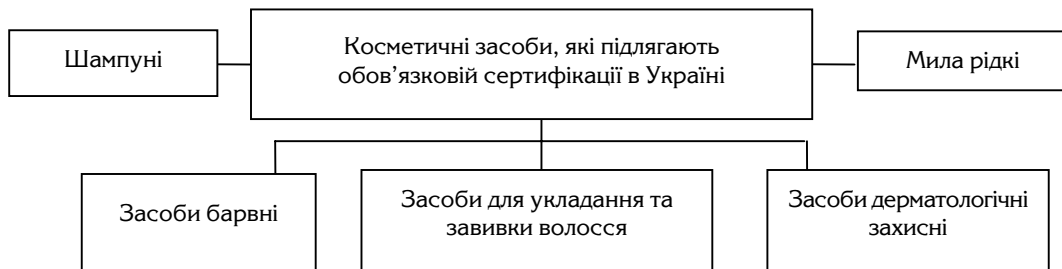 Шампуні
Косметичні засоби, які підлягають
обов’язковій сертифікації в Україні
Мила рідкі
Засоби барвні
Засоби для укладання та
завивки волосся
Засоби дерматологічні
захисні